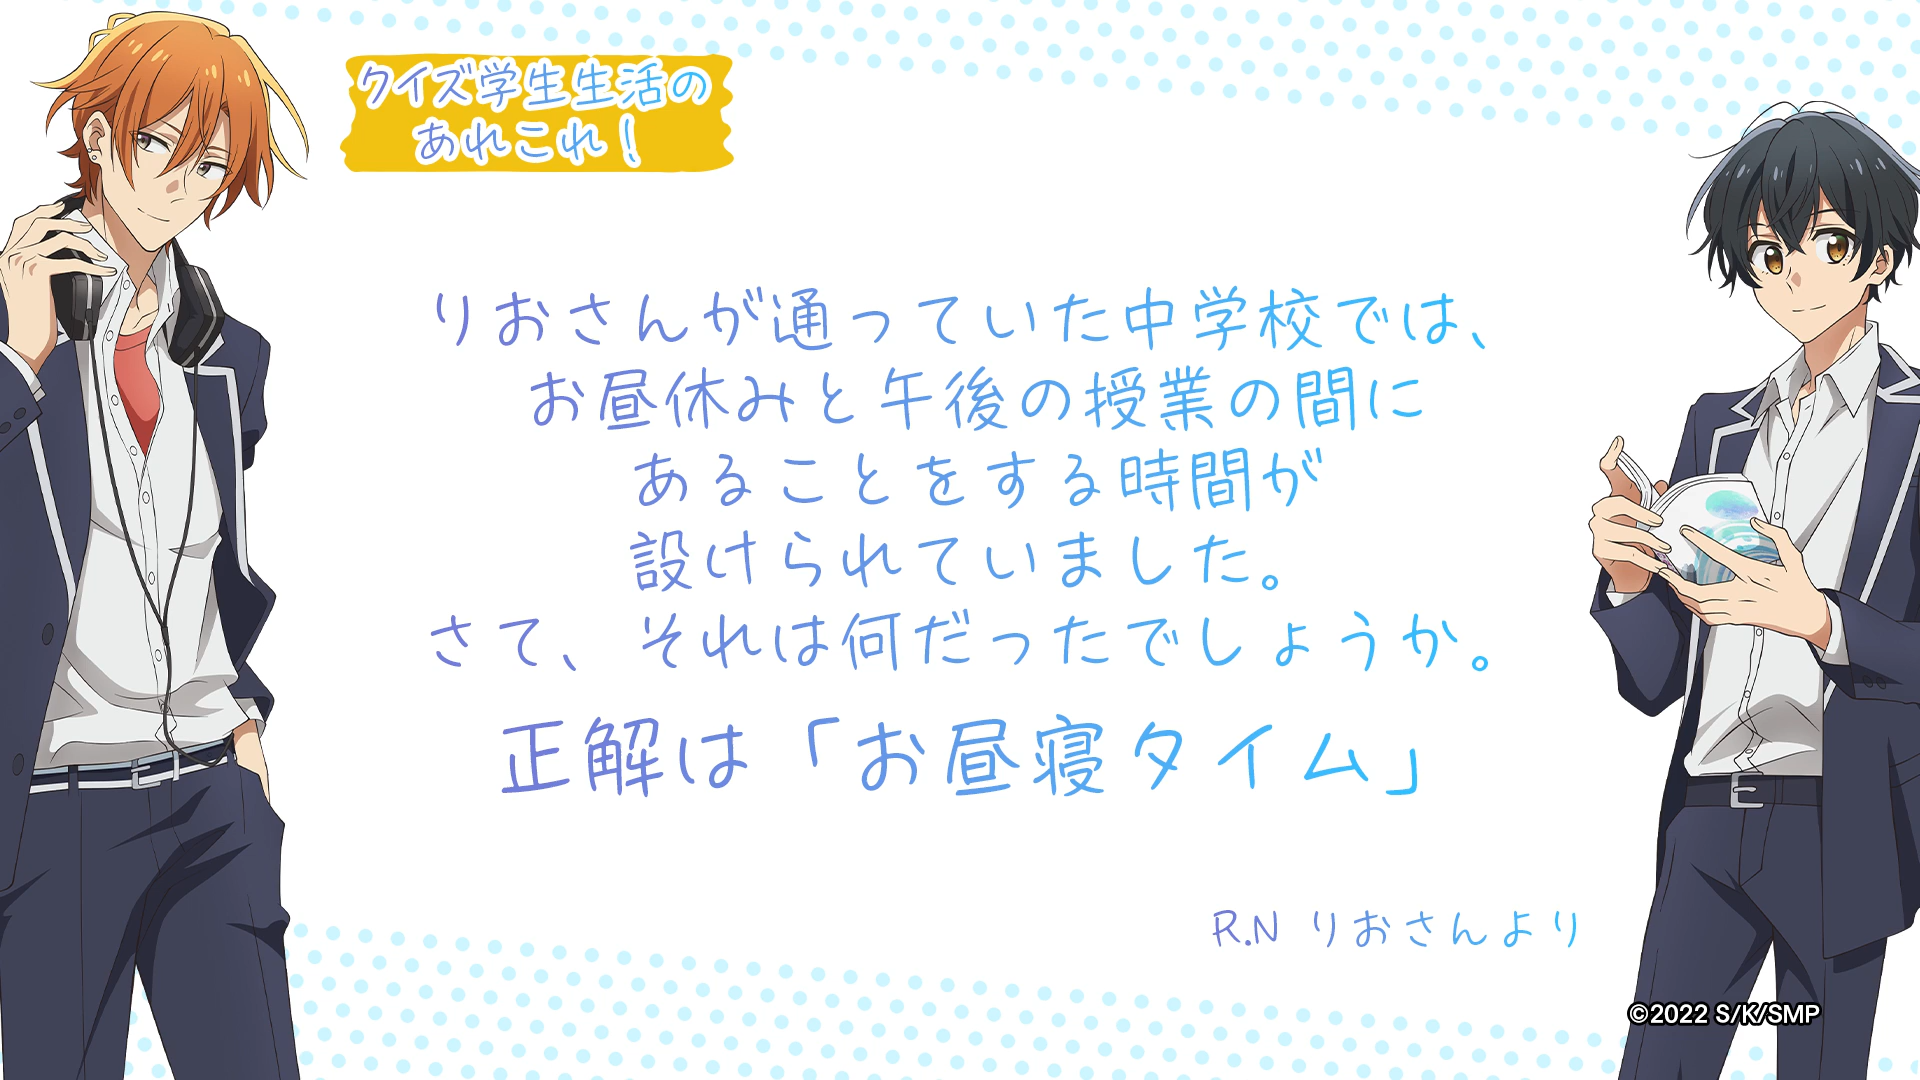 クイズ学生生活の
あれこれ！
りおさんが通っていた中学校では、
お昼休みと午後の授業の間に
あることをする時間が
設けられていました。
さて、それは何だったでしょうか。
正解は「お昼寝タイム」
R.N りおさんより
©2022 S/K/SMP